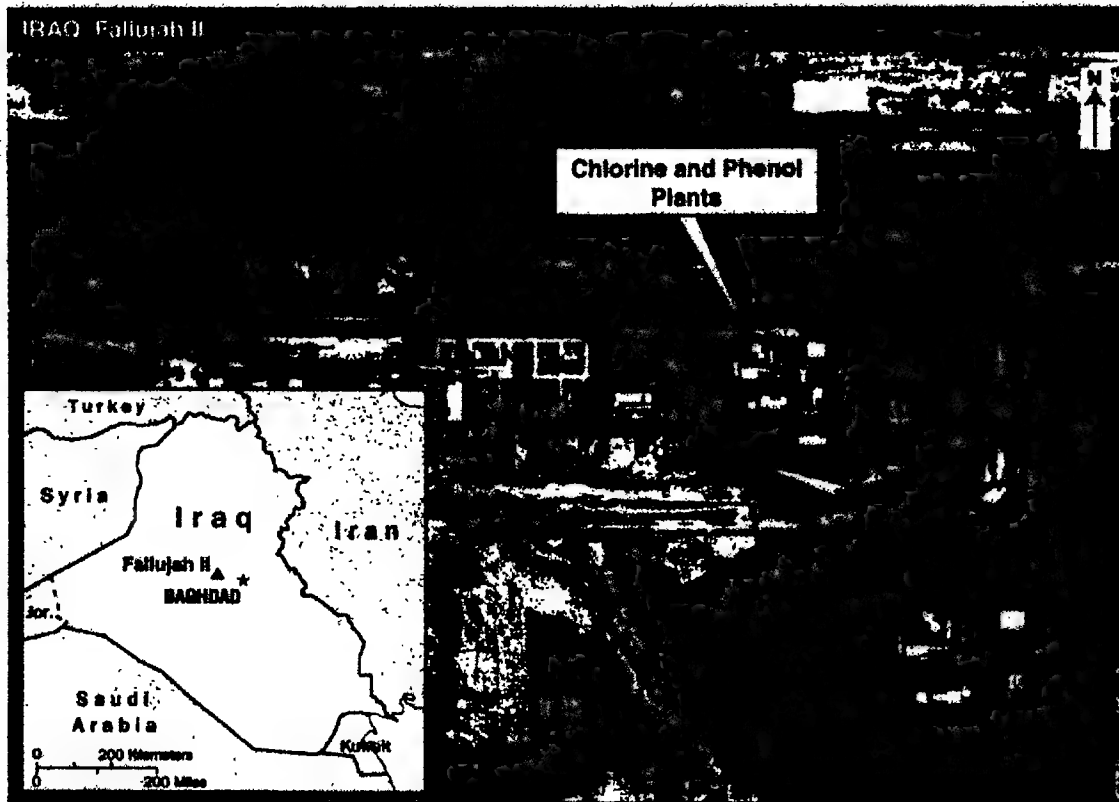 IRAQ Fallujah II
N
Chlorine and Phenol
Plants
Turkey
Syria
Iraq
Iran
Fallujah II
BAGHDAD
Jor.
Saudi
Arabia
Kuwait
0 200 Kilometers
0 200 Miles